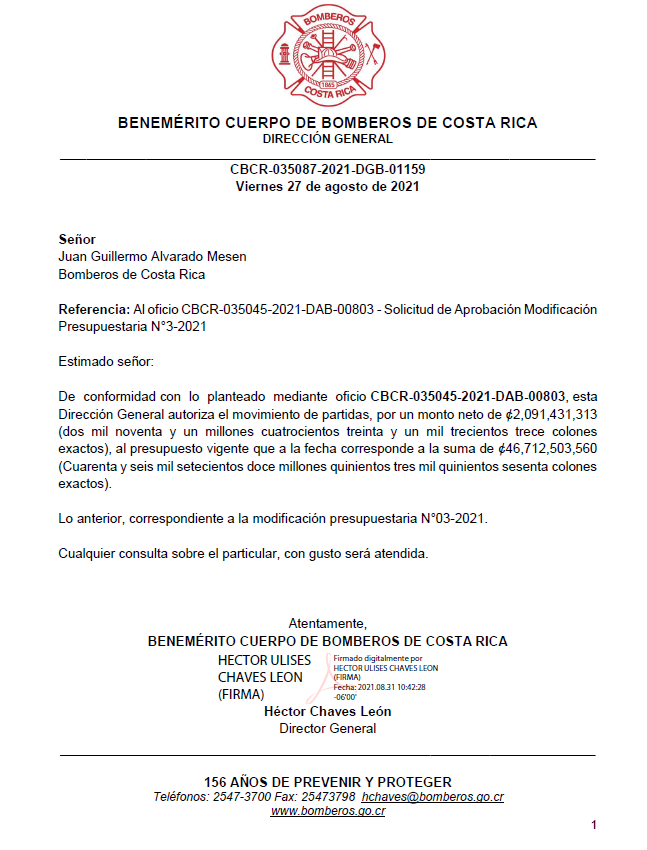 BOMBEROS
1865
COSTA RICA
BENEMÉRITO CUERPO DE BOMBEROS DE COSTA RICA
DIRECCIÓN GENERAL
CBCR-035087-2021-DGB-01159
Viernes 27 de agosto de 2021
Señor
Juan Guillermo Alvarado Mesen
Bomberos de Costa Rica
Referencia: Al oficio CBCR-035045-2021-DAB-00803 - Solicitud de Aprobación Modificación
Presupuestaria N°3-2021
Estimado señor:
De conformidad con lo planteado mediante oficio CBCR-035045-2021-DAB-00803, esta
Dirección General autoriza el movimiento de partidas, por un monto neto de ¢2,091,431,313
(dos mil noventa y un millones cuatrocientos treinta y un mil trecientos trece colones
exactos), al presupuesto vigente que a la fecha corresponde a la suma de ¢46,712,503,560
(Cuarenta y seis mil setecientos doce millones quinientos tres mil quinientos sesenta colones
exactos).
Lo anterior, correspondiente a la modificación presupuestaria N°03-2021.
Cualquier consulta sobre el particular, con gusto será atendida.
Atentamente,
BENEMÉRITO CUERPO DE BOMBEROS DE COSTA RICA
HECTOR ULISES
CHAVES LEON
(FIRMA)
Firmado digitalmente por
HECTOR ULISES CHAVES LEON
(FIRMA)
Fecha: 2021.08.31 10:42:28
-06'00'
Héctor Chaves León
Director General
156 AÑOS DE PREVENIR Y PROTEGER
Teléfonos: 2547-3700 Fax: 25473798 hchaves@bomberos.go.cr
www.bomberos.go.cr
1